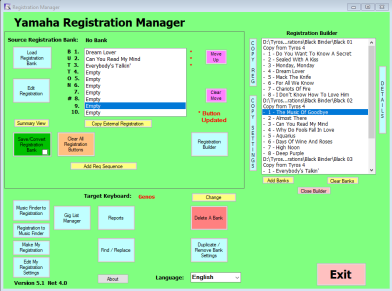 Registration Manager
Yamaha Registration Manager
Source Registration Bank: No Bank
Load Registration Bank
Edit Registration
B 1. Dream Lover *
B 2. Can You Read My Mind *
T 3. Everybody's Talkin' *
T 4. Empty
O 5. Empty
N 6. Empty
7. Empty
# 8. Empty
9. Empty
10. Empty
Move Up
Clear Move
* Button Updated
Summary View
Copy External Registration
Save/Convert Registration Bank
Clear All Registration Buttons
Registration Builder
Add Reg Sequence
COPY REG
COPY SETTINGS
Registration Builder
D:\Tyros...rations\Black Binder\Black 01
Copy from Tyros 4
- 1 - Do You Want To Know A Secret
- 2 - Sealed With A Kiss
- 3 - Monday, Monday
- 4 - Dream Lover
- 5 - Mack The Knife
- 6 - For All We Know
- 7 - Chariots Of Fire
- 8 - I Don't Know How To Love Him
D:\Tyros...rations\Black Binder\Black 02
Copy from Tyros 4
- 1 - The Music Of Goodbye
- 2 - Almost There
- 3 - Can You Read My Mind
- 4 - Why Do Fools Fall In Love
- 5 - Aquarius
- 6 - Days Of Wine And Roses
- 7 - High Noon
- 8 - Deep Purple
D:\Tyros...rations\Black Binder\Black 03
Copy from Tyros 4
- 1 - Everybody's Talkin'
DETAILS
Add Banks
Clear Banks
Close Builder
Target Keyboard: Genos
Change
Music Finder to Registration
Registration to Music Finder
Make My Registration
Edit My Registration Settings
Gig List Manager
Reports
Delete A Bank
Find / Replace
Duplicate / Remove Bank Settings
About
Language: English
Exit
Version 5.1 Net 4.0